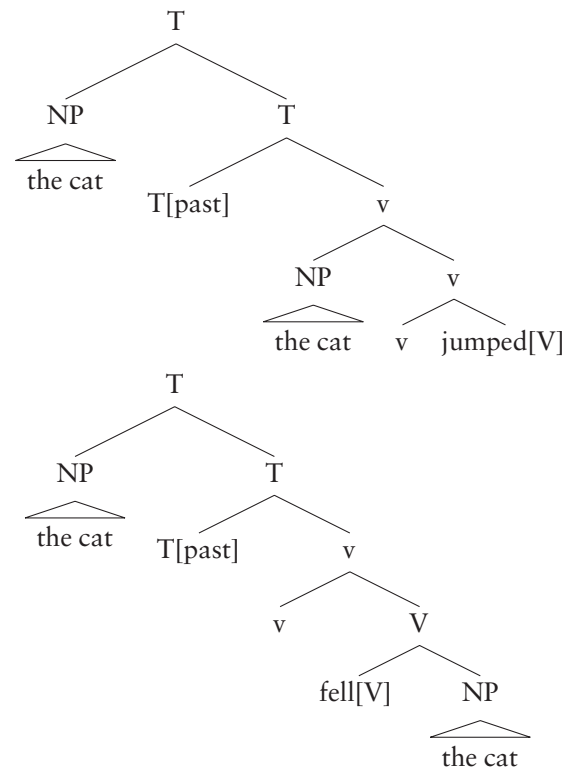 T
NP T
the cat
T[past] v
NP v
the cat v jumped[V]
T
NP T
the cat T[past] v
v V
fell[V] NP
the cat